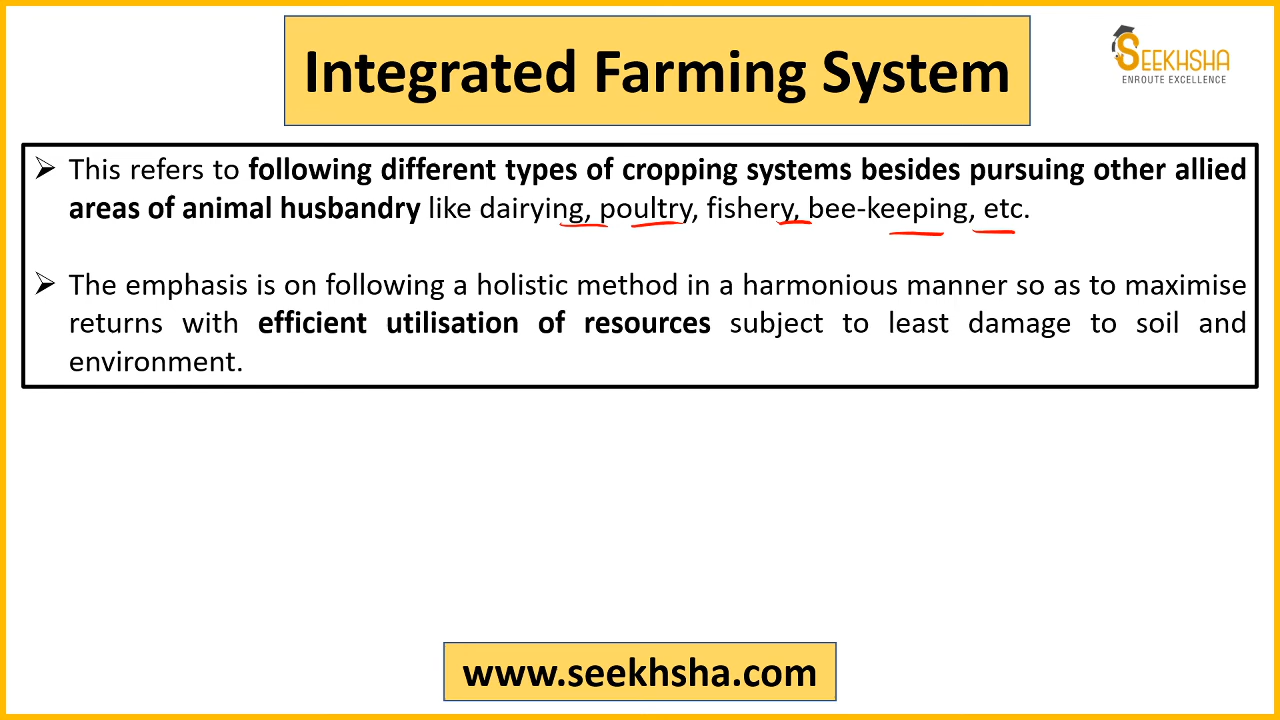 Integrated Farming System
SEEKHSHA
ENROUTE EXCELLENCE
➢ This refers to following different types of cropping systems besides pursuing other allied
areas of animal husbandry like dairying, poultry, fishery, bee-keeping, etc.
➢ The emphasis is on following a holistic method in a harmonious manner so as to maximise
returns with efficient utilisation of resources subject to least damage to soil and
environment.
www.seekhsha.com